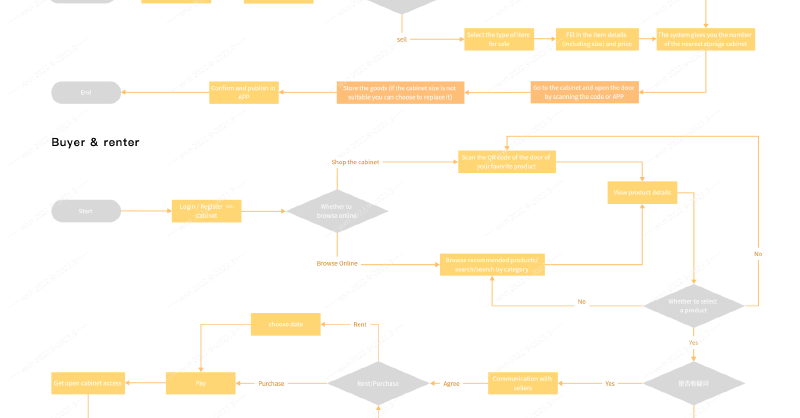 sell
Select the type of item
for sale
Fill in the item details
(including size) and price
The system gives you the number
of the nearest storage cabinet
End
Confirm and publish in
APP
Store the goods (if the cabinet size is not
suitable you can choose to replace it)
Go to the cabinet and open the door
by scanning the code or APP
Buyer & renter
Shop the cabinet
Scan the QR code of the door of
your favorite product
View product details
Start
Login / Register
cabinet
Whether to
browse online
No
Browse Online
Browse recommended products/
search/search by category
No
Whether to select
a product
choose date
Rent
Yes
Get open cabinet access
Pay
Purchase
Rent/Purchase
Agree
Communication with
sellers
Yes